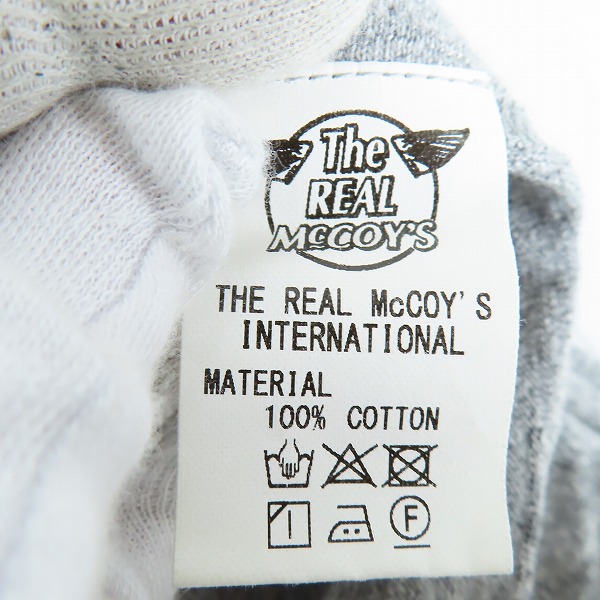 The
REAL
McCOY'S
THE REAL McCOY'S
INTERNATIONAL
MATERIAL
100% COTTON
F